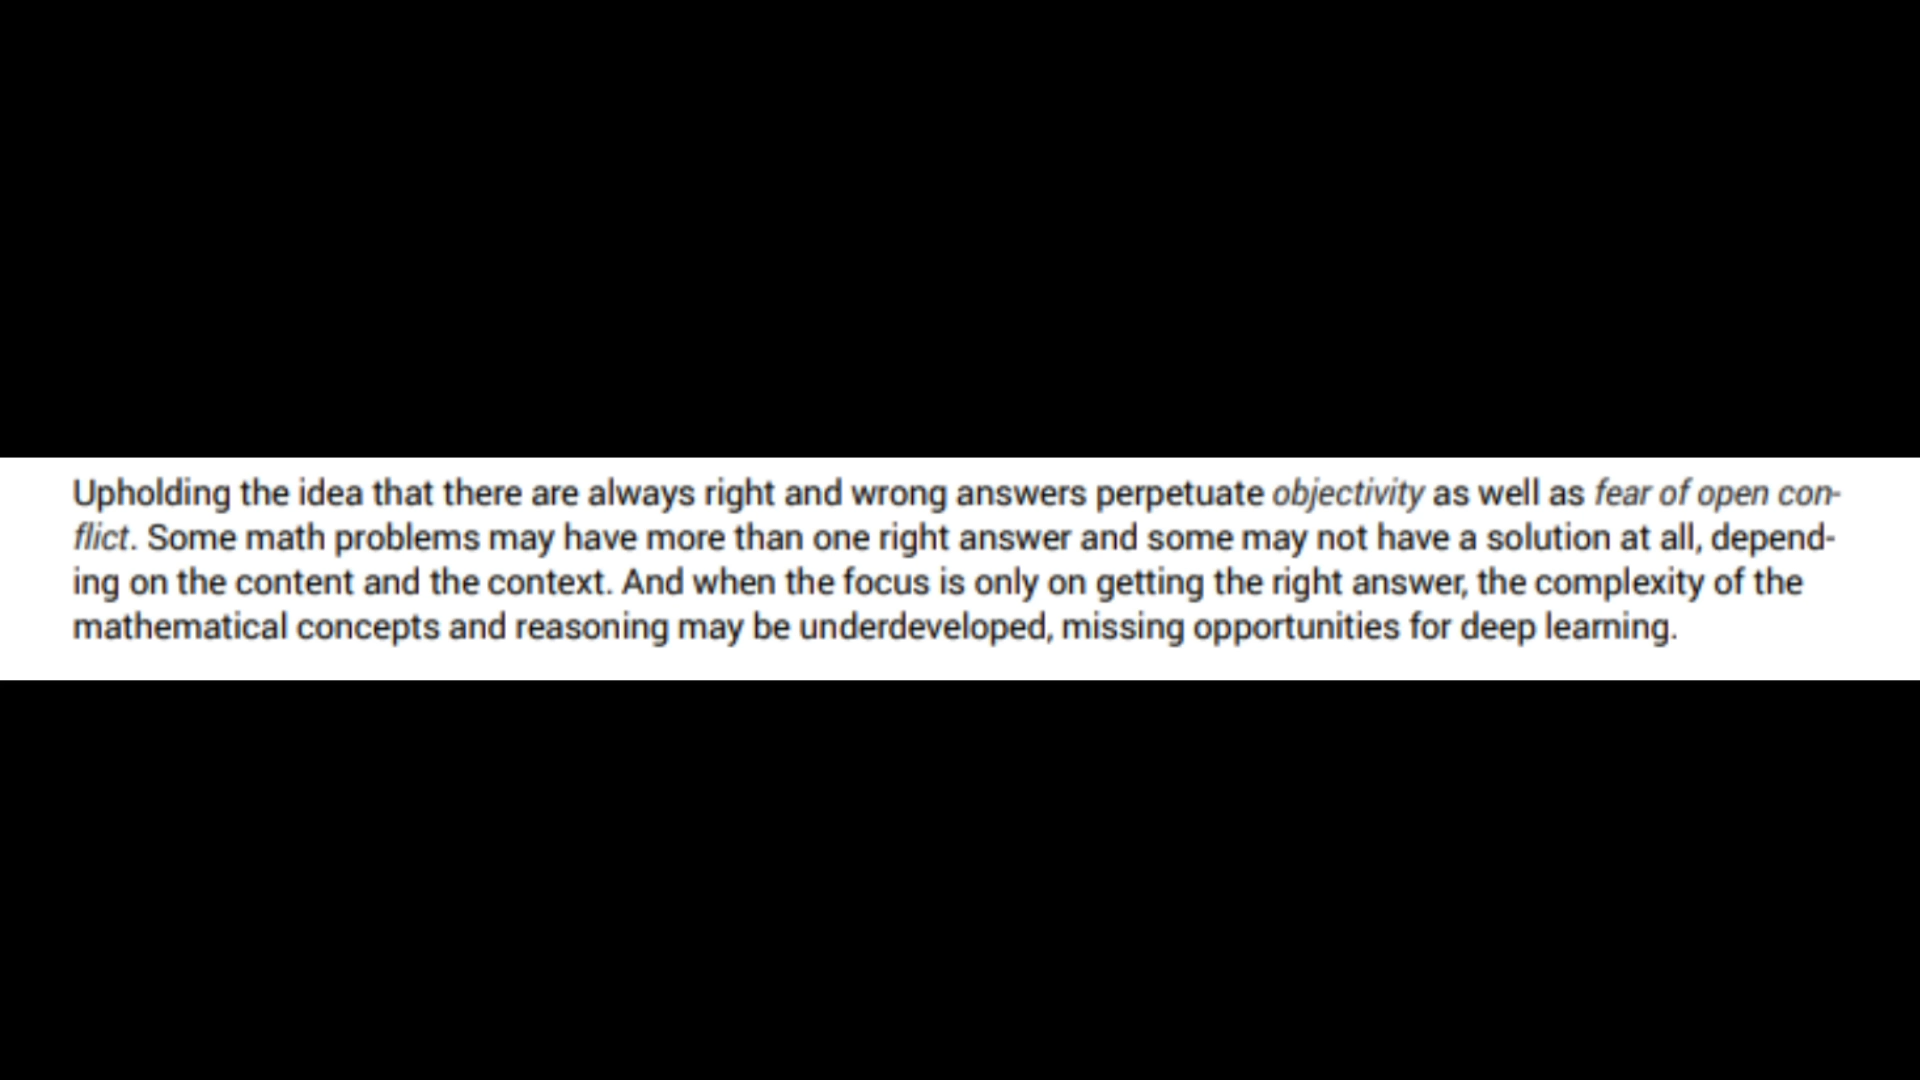 Upholding the idea that there are always right and wrong answers perpetuate objectivity as well as fear of open con-
flict. Some math problems may have more than one right answer and some may not have a solution at all, depend-
ing on the content and the context. And when the focus is only on getting the right answer, the complexity of the
mathematical concepts and reasoning may be underdeveloped, missing opportunities for deep learning.